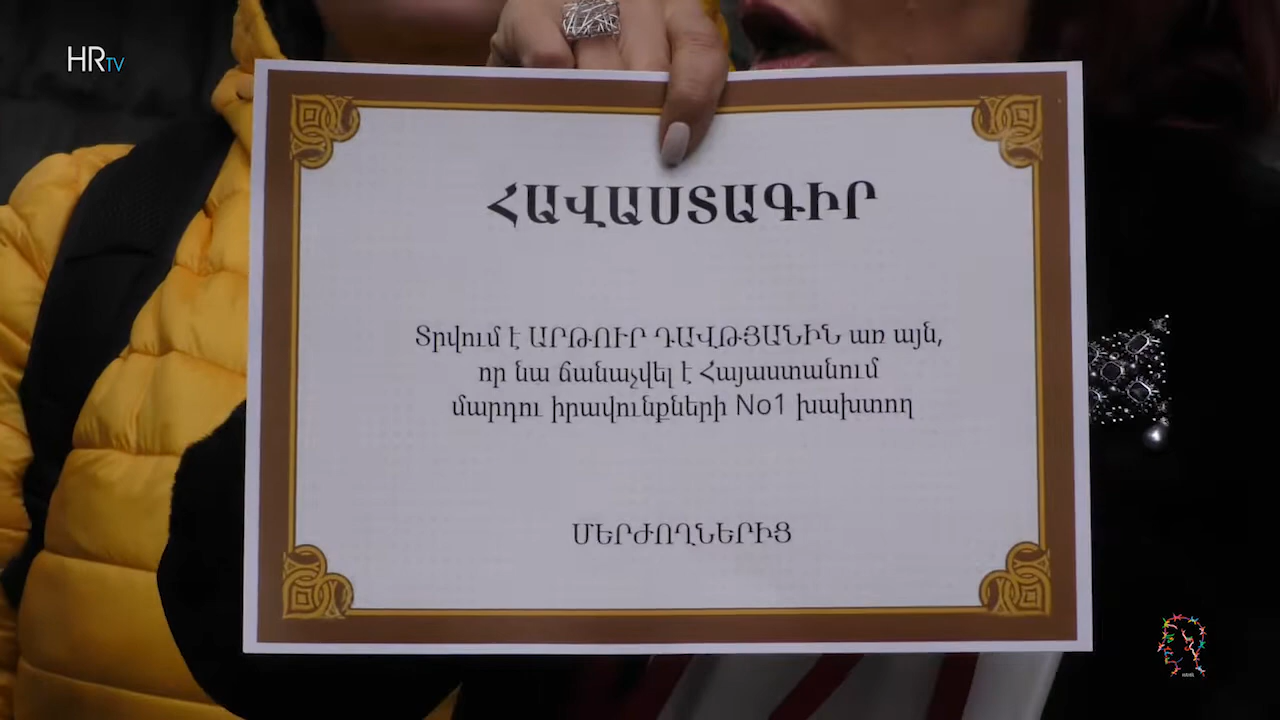 HRTV
ՀԱՎԱՍՏԱԳԻՐ
Տրվում է ԱՐԹՈՒՐ ԴԱՎԹՅԱՆԻՆ առ այն,
որ նա ճանաչվել է Հայաստանում
մարդու իրավունքների No1 խախտող
ՄԵՐԺՈՂՆԵՐԻՑ